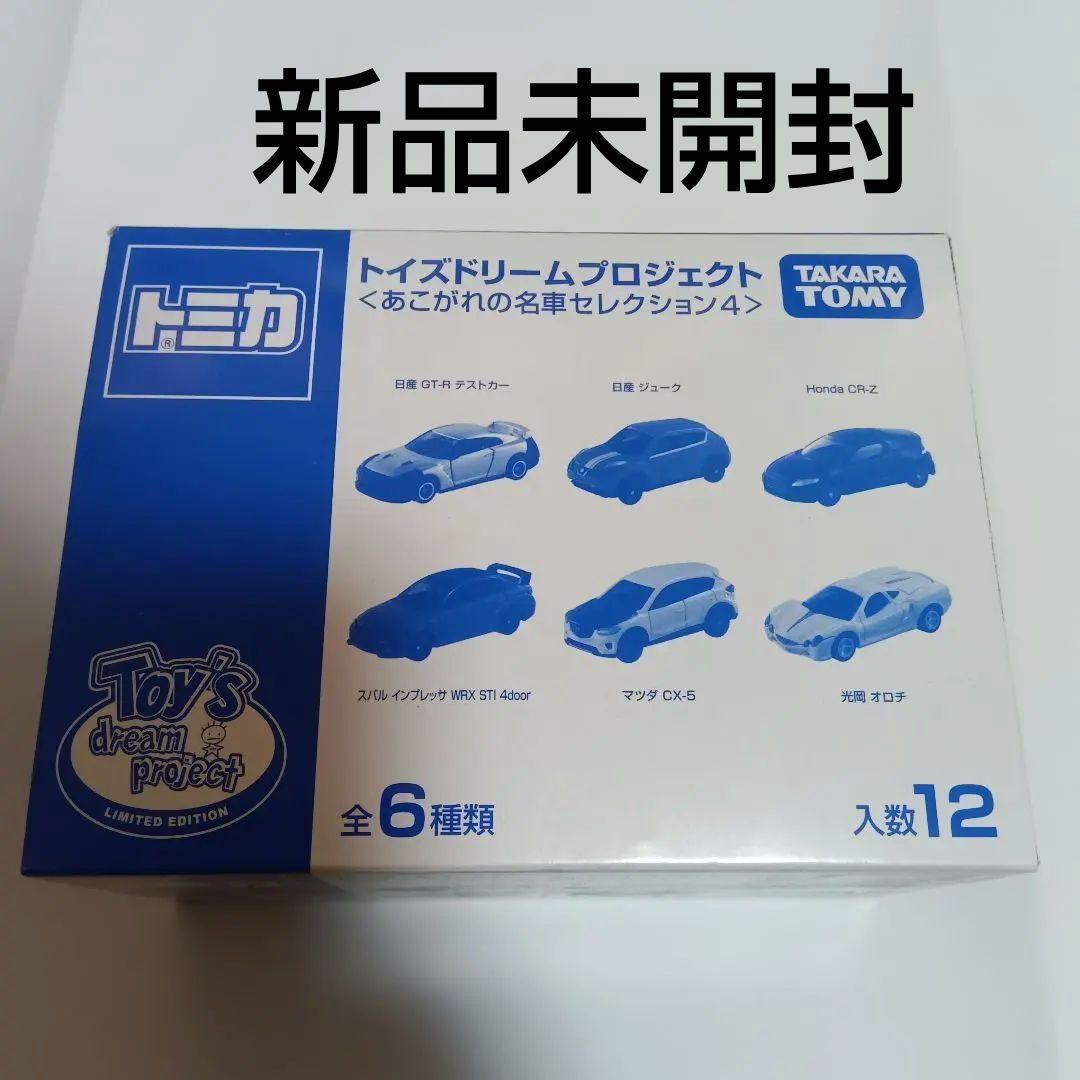 新品未開封
トミカ
®
トイズドリームプロジェクト
<あこがれの名車セレクション4>
TAKARA
TOMY
日産 GT-R テストカー
日産 ジューク
Honda CR-Z
スバル インプレッサ WRX STI 4door
マツダ CX-5
光岡 オロチ
Toy's
dream
project
LIMITED EDITION
全6種類
入数12